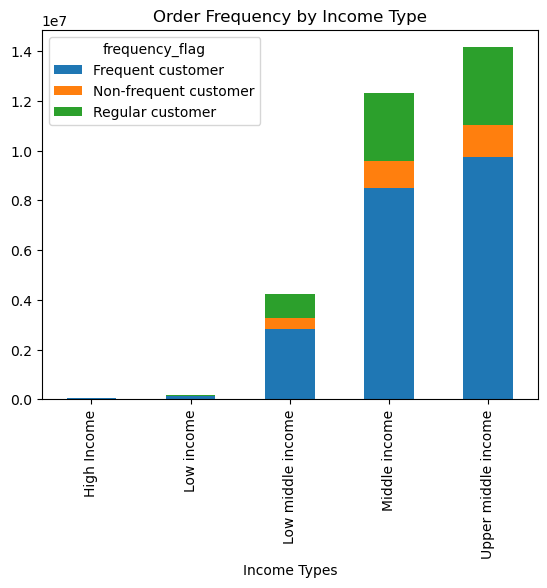 Order Frequency by Income Type
1e7
1.4
1.2
1.0
0.8
0.6
0.4
0.2
0.0
frequency_flag
Frequent customer
Non-frequent customer
Regular customer
High Income
Low income
Low middle income
Middle income
Upper middle income
Income Types